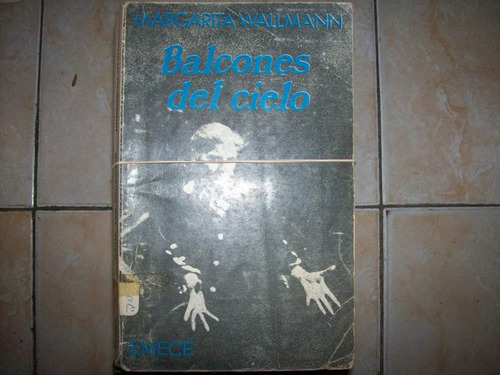 MARGARITA WALLMANN
Balcones
del cielo
EMECE